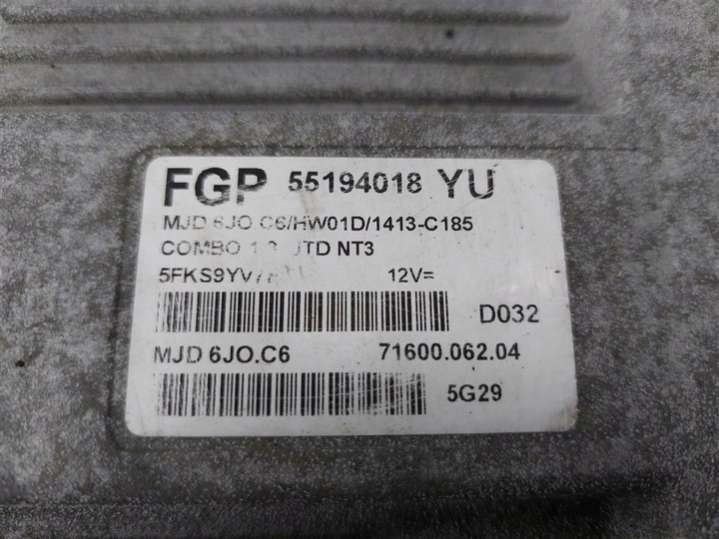 FGP 55194018 YU
MJD 6JO.C6/HW01D/1413-C185
COMBO JTD NT3
12V=
D032
MJD 6JO.C6 71600.062.04
5G29